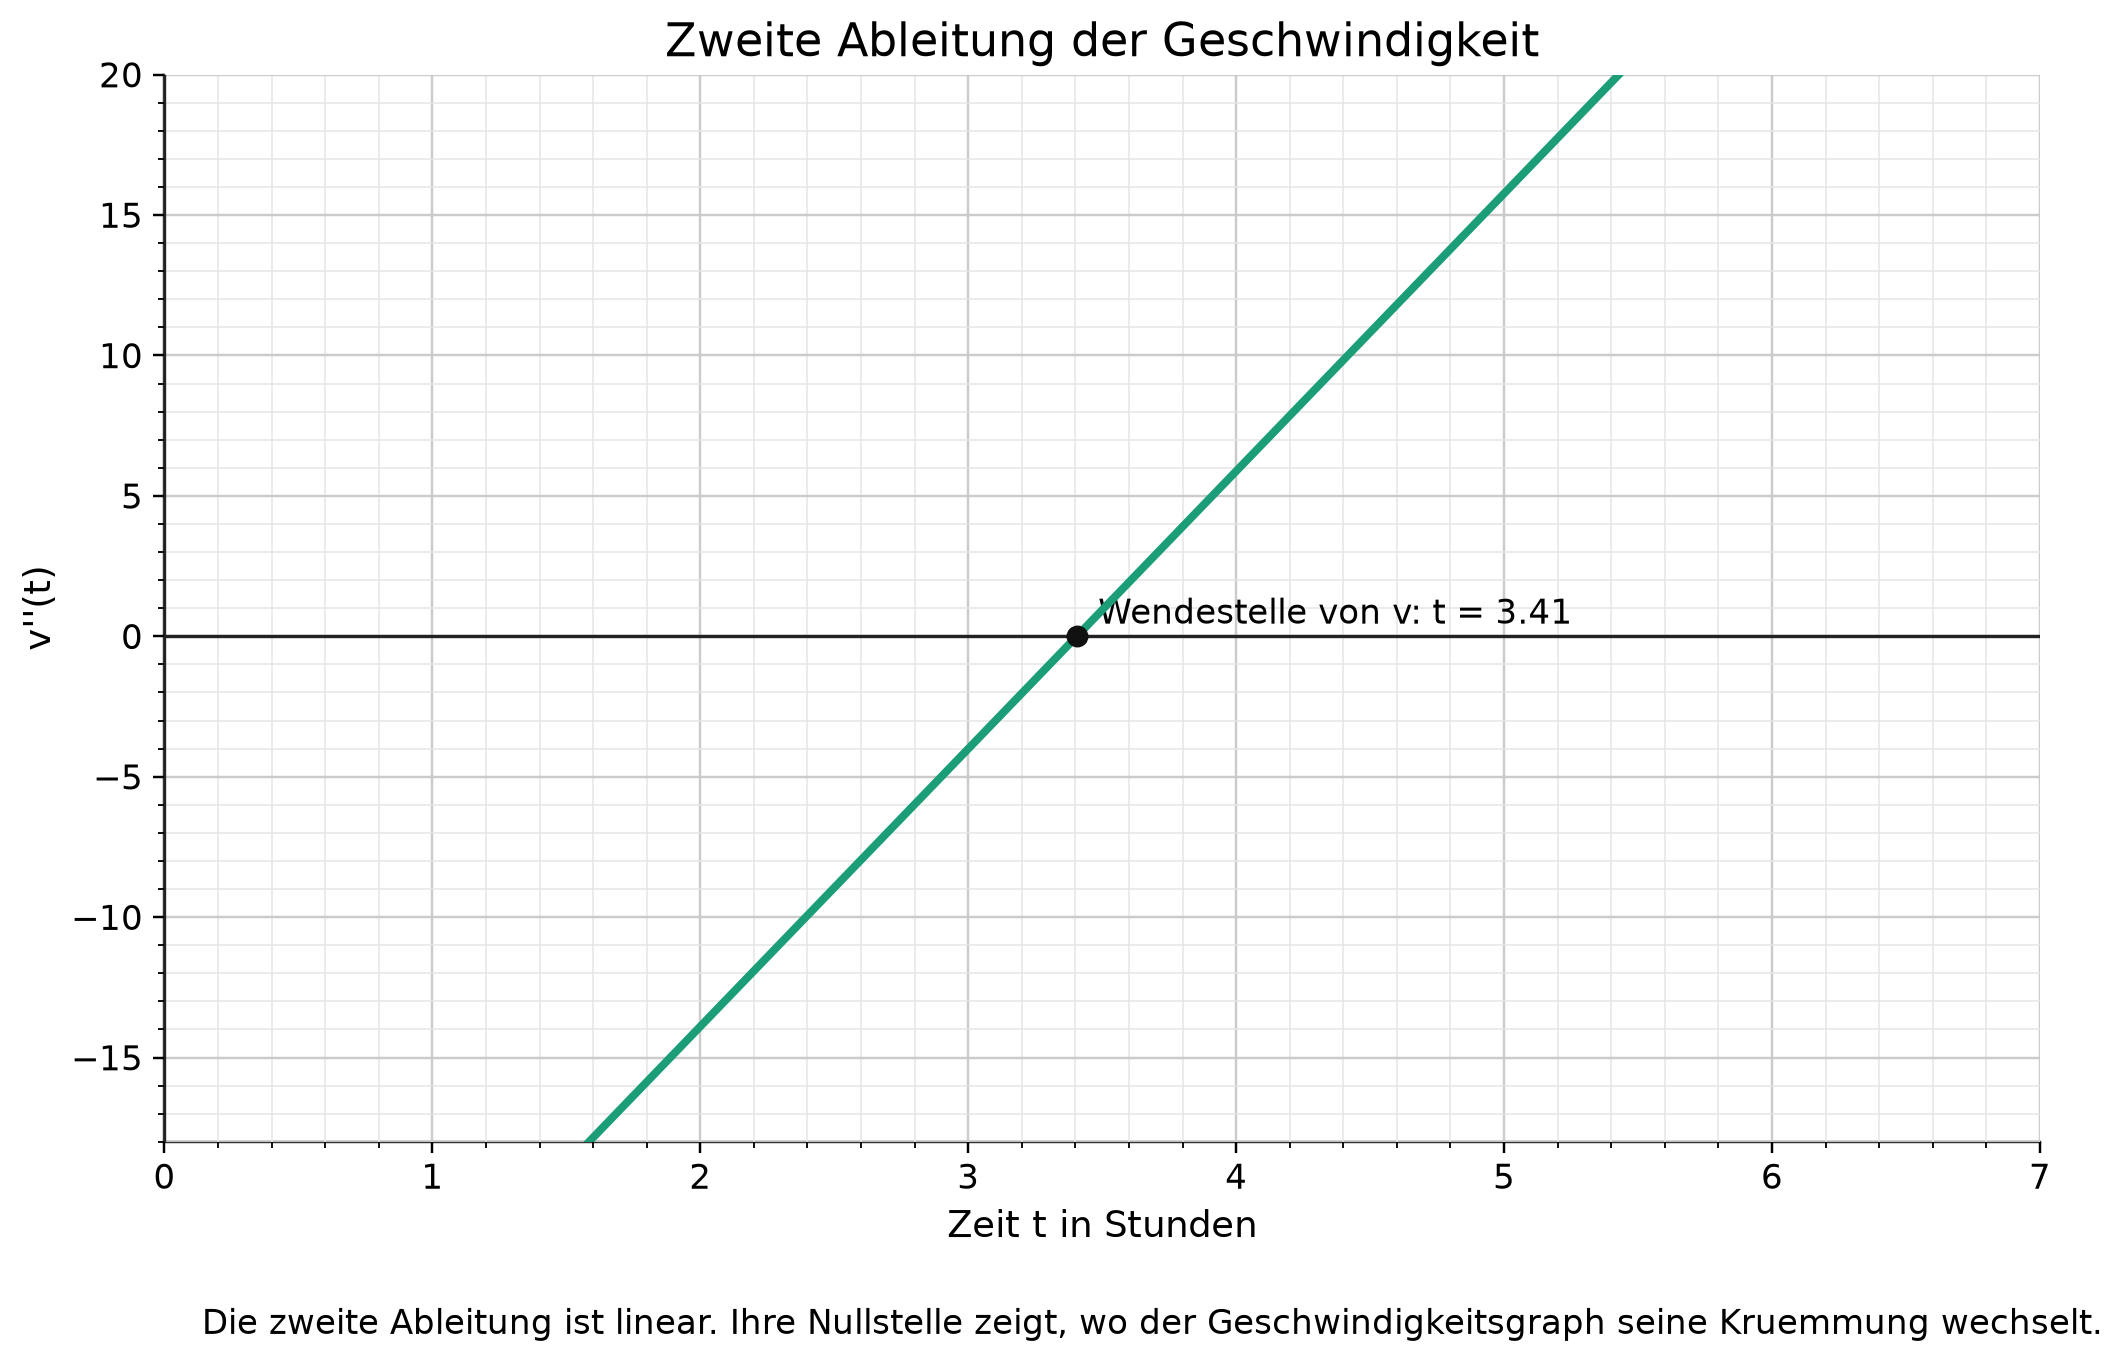 Zweite Ableitung der Geschwindigkeit
20
15
10
5
0
−5
−10
−15
v''(t)
Wendestelle von v: t = 3.41
0 1 2 3 4 5 6 7
Zeit t in Stunden
Die zweite Ableitung ist linear. Ihre Nullstelle zeigt, wo der Geschwindigkeitsgraph seine Kruemmung wechselt.